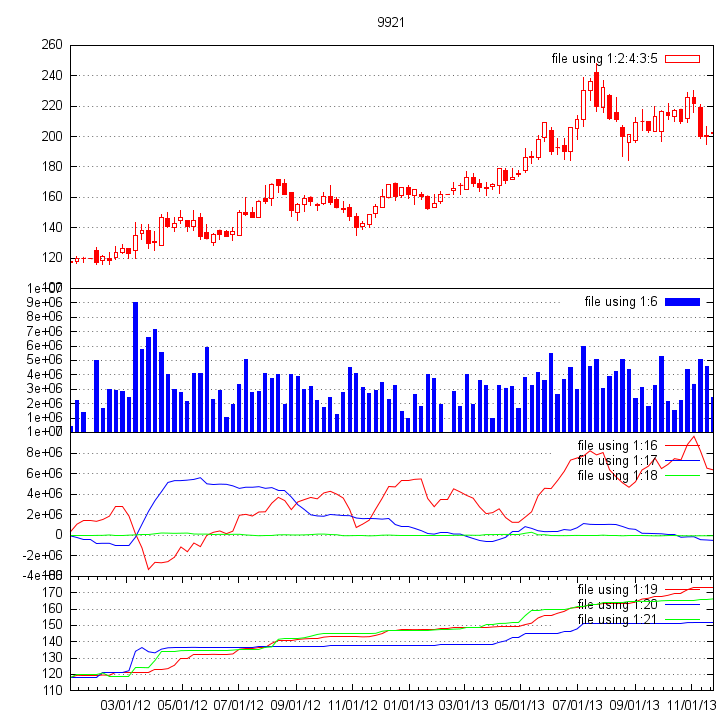 9921
260
file using 1:2:4:3:5
240
220
200
180
160
140
120
100
1e+07
9e+06
file using 1:6
8e+06
7e+06
6e+06
5e+06
4e+06
3e+06
2e+06
1e+06
0
1e+07
file using 1:16
8e+06
file using 1:17
6e+06
file using 1:18
4e+06
2e+06
0
-2e+06
-4e+06
170
file using 1:19
160
file using 1:20
150
file using 1:21
140
130
120
110
03/01/12 05/01/12 07/01/12 09/01/12 11/01/12 01/01/13 03/01/13 05/01/13 07/01/13 09/01/13 11/01/13